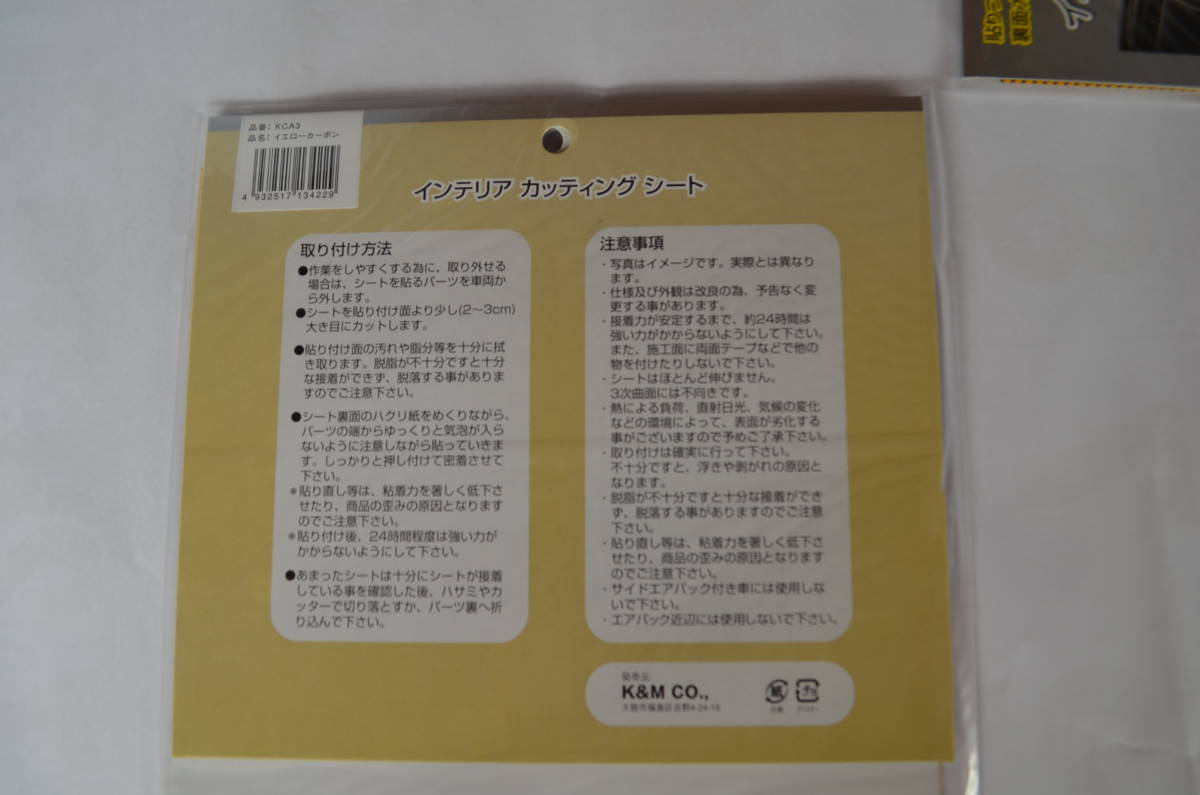 貼りラ
裏面
イ
品番：KCA3
品名：イエローカーボン
4 932517 134229
インテリア カッティング シート
取り付け方法
●作業をしやすくする為に、取り外せる
場合は、シートを貼るパーツを車両か
ら外します。
●シートを貼り付け面より少し(2～3cm)
大き目にカットします。
●貼り付け面の汚れや脂分等を十分に拭
き取ります。脱脂が不十分ですと十分
な接着ができず、脱落する事がありま
すのでご注意下さい。
●シート裏面のハクリ紙をめくりながら、
パーツの端からゆっくりと気泡が入ら
ないように注意しながら貼っていきま
す。しっかりと押し付けて密着させて
下さい。
＊貼り直し等は、粘着力を著しく低下さ
せたり、商品の歪みの原因となります
のでご注意下さい。
＊貼り付け後、24時間程度は強い力が
かからないようにして下さい。
●あまったシートは十分にシートが接着
している事を確認した後、ハサミやカ
ッターで切り落とすか、パーツ裏へ折
り込んで下さい。
注意事項
・写真はイメージです。実際とは異なり
ます。
・仕様及び外観は改良の為、予告なく変
更する事があります。
・接着力が安定するまで、約24時間は
強い力がかからないようにして下さい。
また、施工面に両面テープなどで他の
物を付けたりしないで下さい。
・シートはほとんど伸びません。
3次曲面には不向きです。
・熱による負荷、直射日光、気候の変化
などの環境によって、表面が劣化する
事がございますので予めご了承下さい。
・取り付けは確実に行って下さい。
不十分ですと、浮きや剥がれの原因と
なります。
・脱脂が不十分ですと十分な接着ができ
ず、脱落する事がありますのでご注意
下さい。
・貼り直し等は、粘着力を著しく低下さ
せたり、商品の歪みの原因となります
のでご注意下さい。
・サイドエアバック付き車には使用しな
いで下さい。
・エアバック近辺には使用しないで下さい。
発売元
K&M CO.,
大阪市福島区吉野4-24-15
紙
プラ